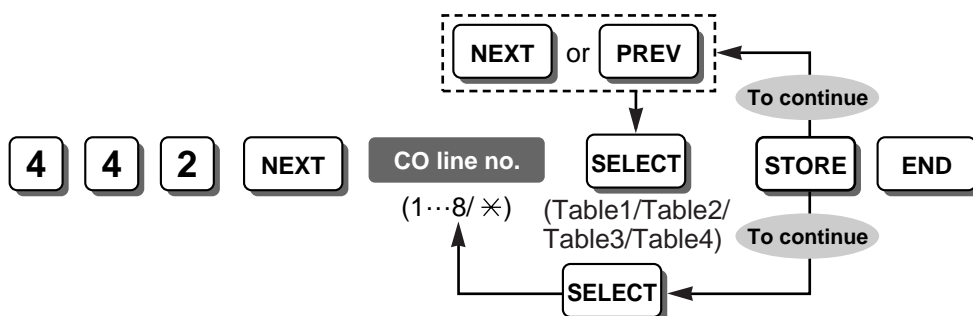 NEXT or PREV
To continue
4 4 2 NEXT CO line no. SELECT STORE END
(1···8/ ✳) (Table1/Table2/
Table3/Table4)
To continue
SELECT